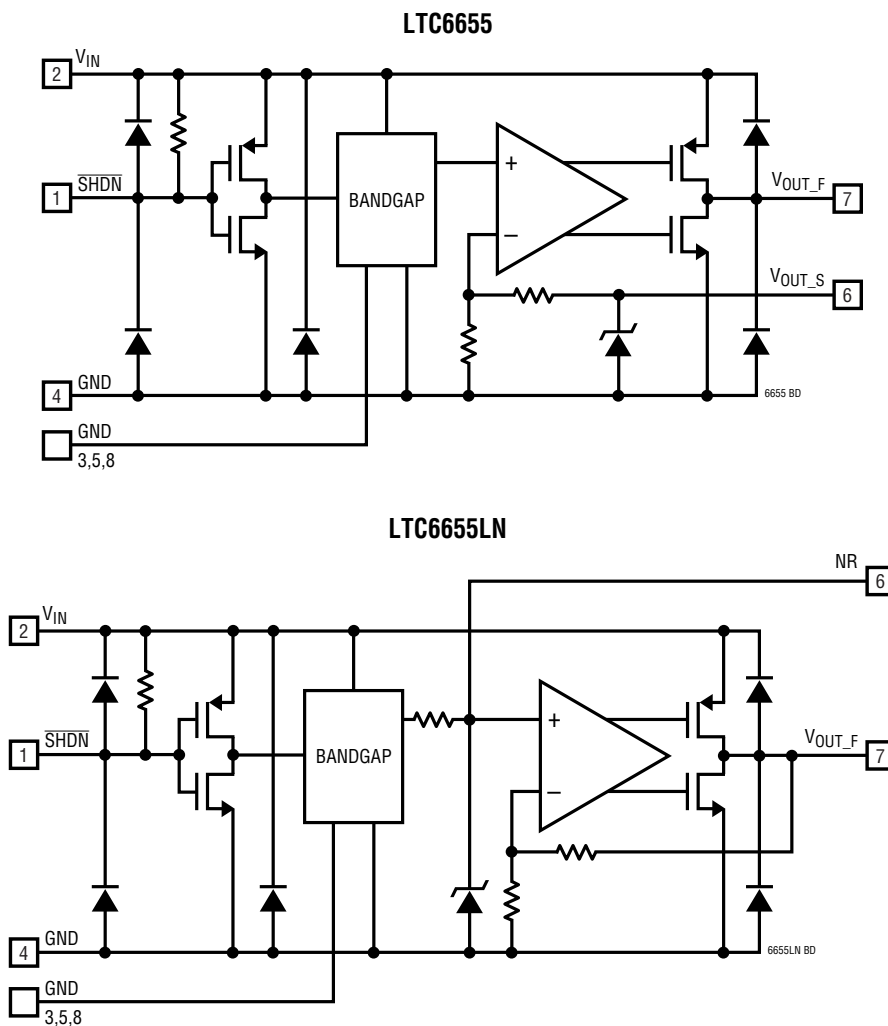 LTC6655
2 VIN
1 SHDN
BANDGAP
+
–
VOUT_F 7
VOUT_S 6
4 GND
6655 BD
GND
3,5,8
LTC6655LN
NR 6
2 VIN
1 SHDN
BANDGAP
+
–
VOUT_F 7
4 GND
6655LN BD
GND
3,5,8